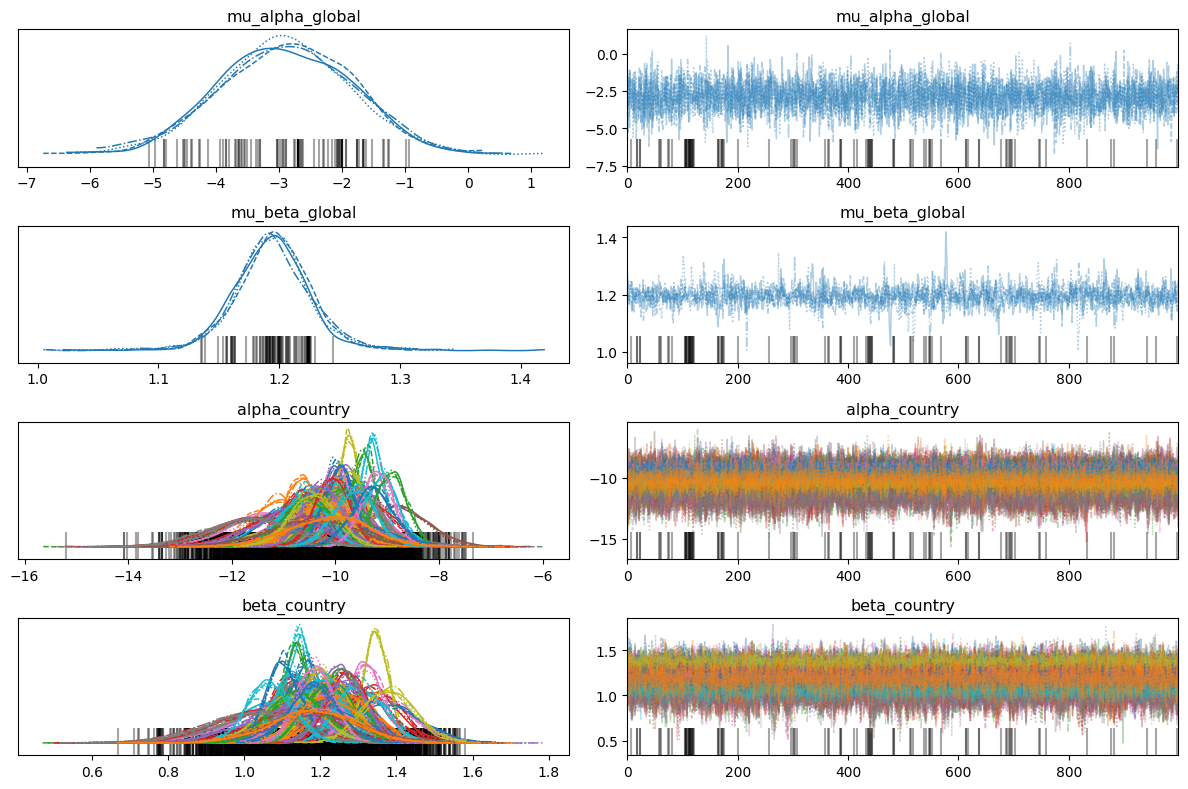 mu_alpha_global
mu_alpha_global
0.0
−2.5
−5.0
−7.5
−7 −6 −5 −4 −3 −2 −1 0 1
0 200 400 600 800
mu_beta_global
mu_beta_global
1.4
1.2
1.0
1.0 1.1 1.2 1.3 1.4
0 200 400 600 800
alpha_country
alpha_country
−10
−15
−16 −14 −12 −10 −8 −6
0 200 400 600 800
beta_country
beta_country
1.5
1.0
0.5
0.6 0.8 1.0 1.2 1.4 1.6 1.8
0 200 400 600 800